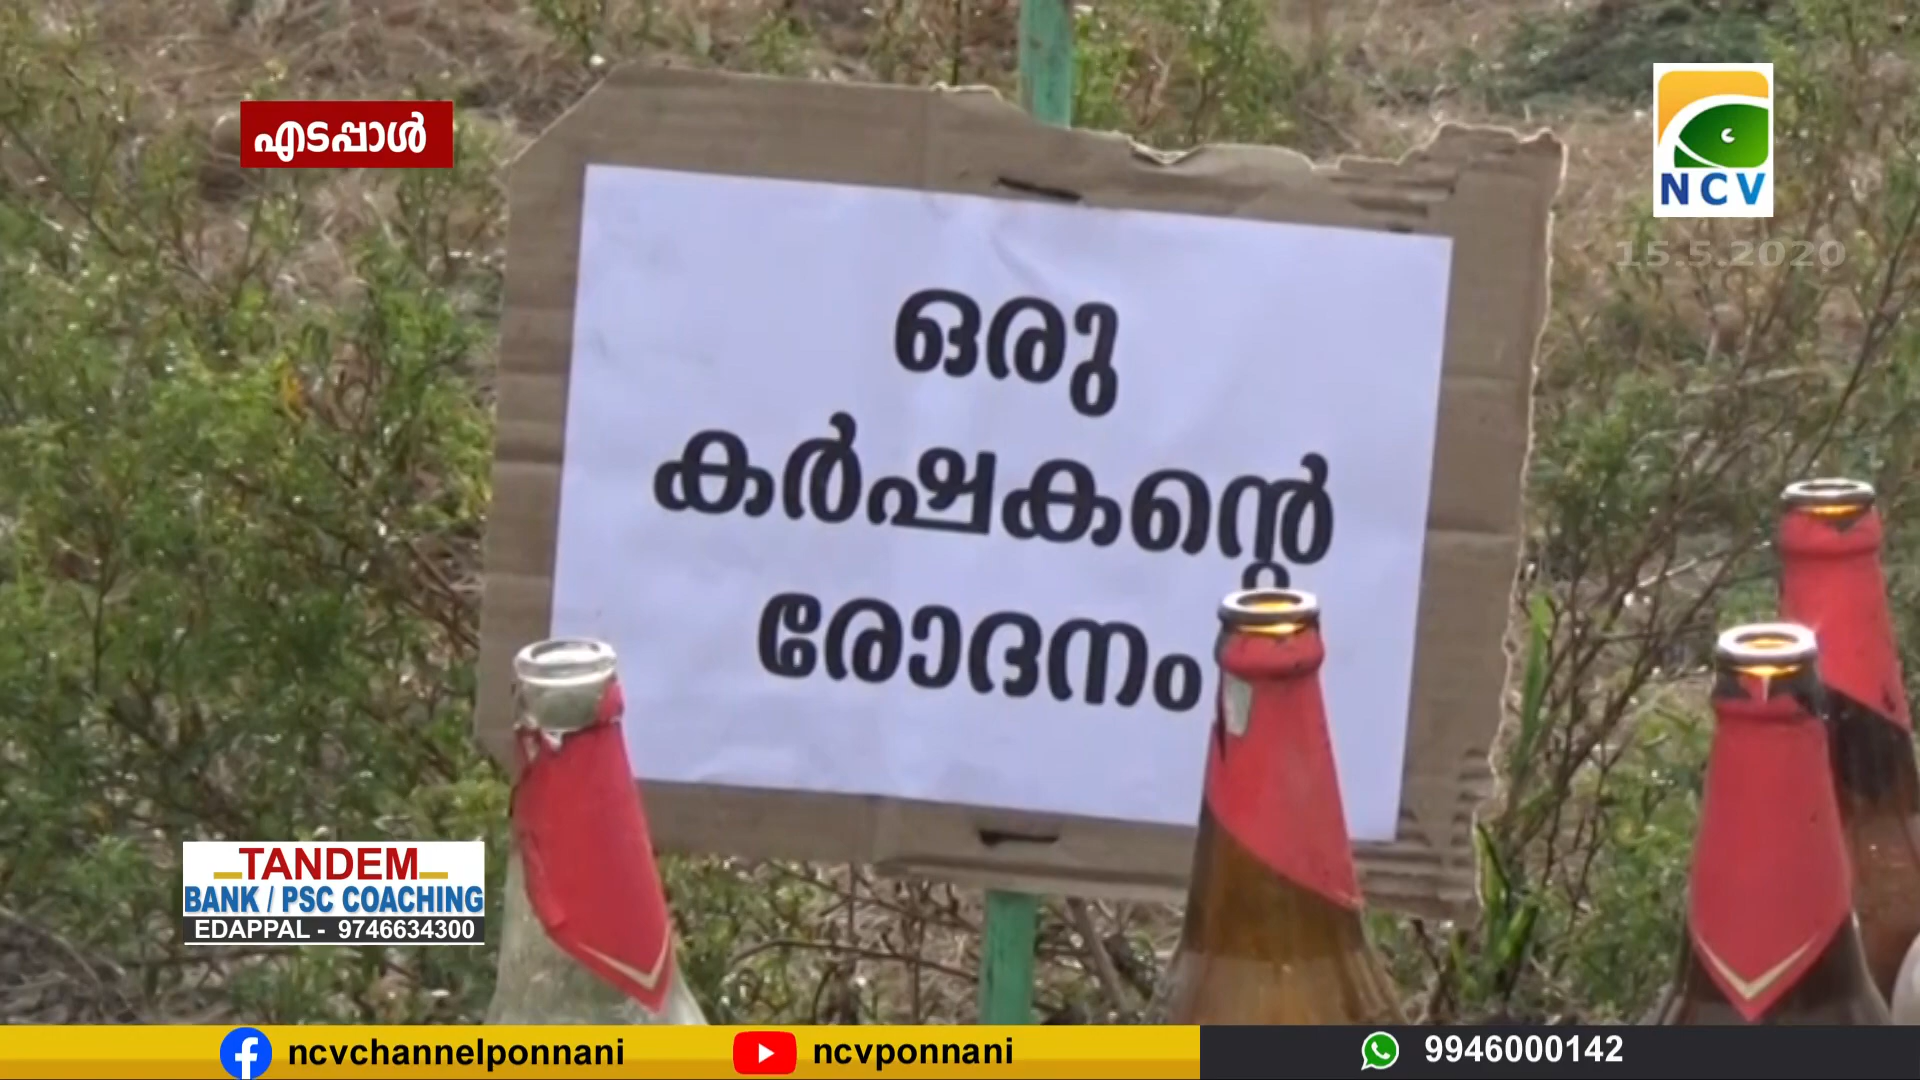 എടപ്പാൾ
NCV
15.5.2020
ഒരു
കർഷകന്റെ
രോദനം
TANDEM
BANK / PSC COACHING
EDAPPAL - 9746634300
ncvchannelponnani
ncvponnani
9946000142